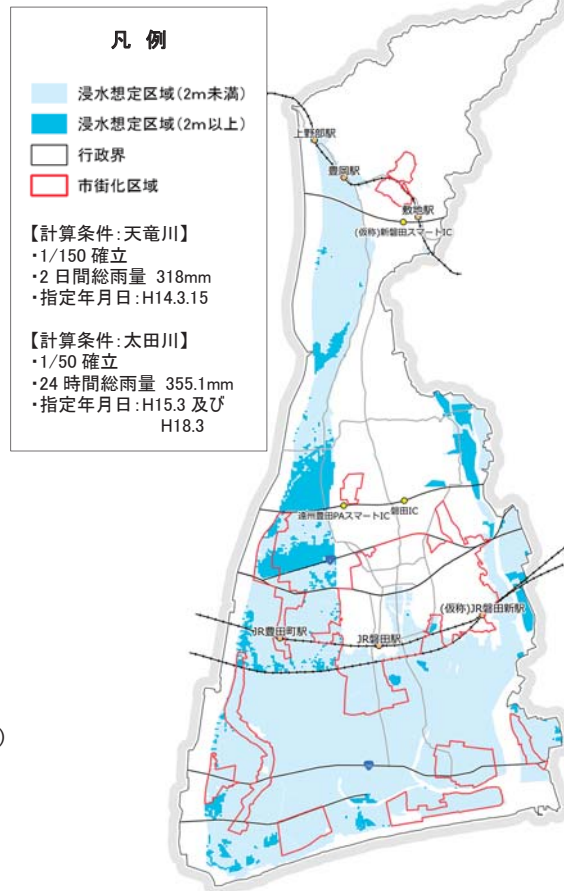 凡 例
浸水想定区域(2m未満)
浸水想定区域(2m以上)
行政界
市街化区域
【計算条件:天竜川】
・1/150 確立
・2 日間総雨量 318mm
・指定年月日:H14.3.15
【計算条件:太田川】
・1/50 確立
・24 時間総雨量 355.1mm
・指定年月日:H15.3 及び
H18.3
上野部駅
豊岡駅
敷地駅
(仮称)新磐田スマートIC
遠州豊田PAスマートIC
磐田IC
(仮称)JR磐田新駅
JR豊田町駅
JR磐田駅
)